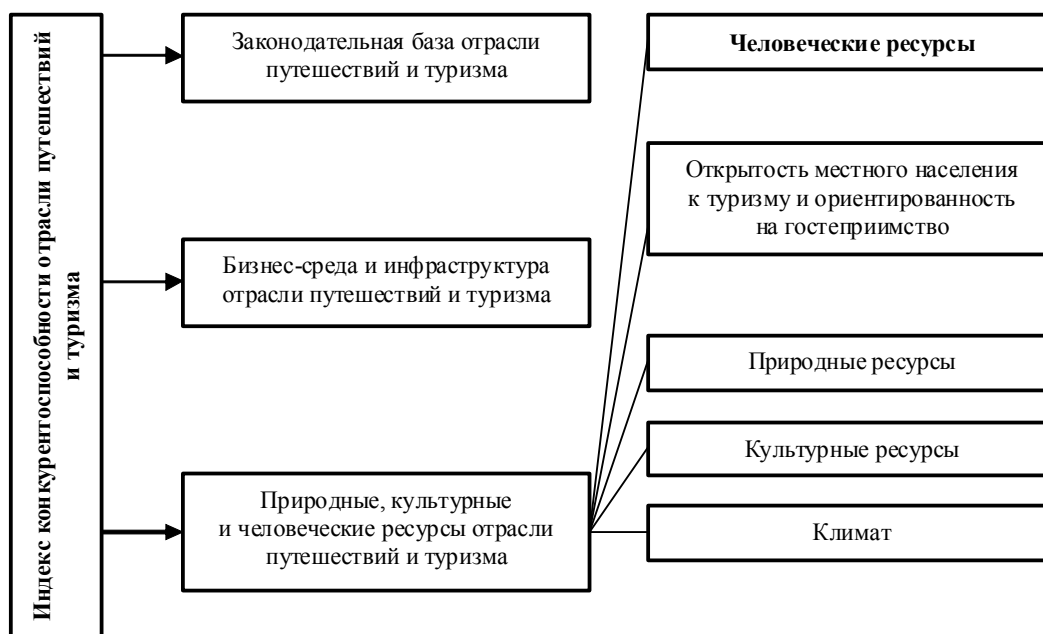 Индекс конкурентоспособности отрасли путешествий
и туризма
Законодательная база отрасли
путешествий и туризма
Бизнес-среда и инфраструктура
отрасли путешествий и туризма
Природные, культурные
и человеческие ресурсы отрасли
путешествий и туризма
Человеческие ресурсы
Открытость местного населения
к туризму и ориентированность
на гостеприимство
Природные ресурсы
Культурные ресурсы
Климат